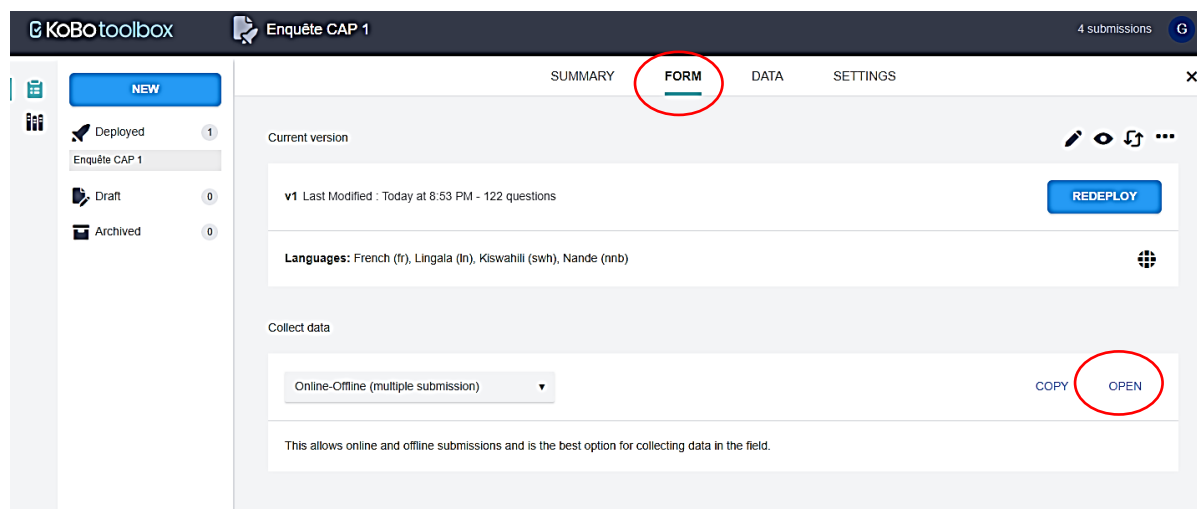 KoBotoolbox
Enquête CAP 1
4 submissions
G
SUMMARY FORM DATA SETTINGS
NEW
Deployed 1
Enquête CAP 1
Draft 0
Archived 0
Current version
v1 Last Modified : Today at 8:53 PM - 122 questions
REDEPLOY
Languages: French (fr), Lingala (ln), Kiswahili (swh), Nande (nnb)
Collect data
Online-Offline (multiple submission)
COPY OPEN
This allows online and offline submissions and is the best option for collecting data in the field.